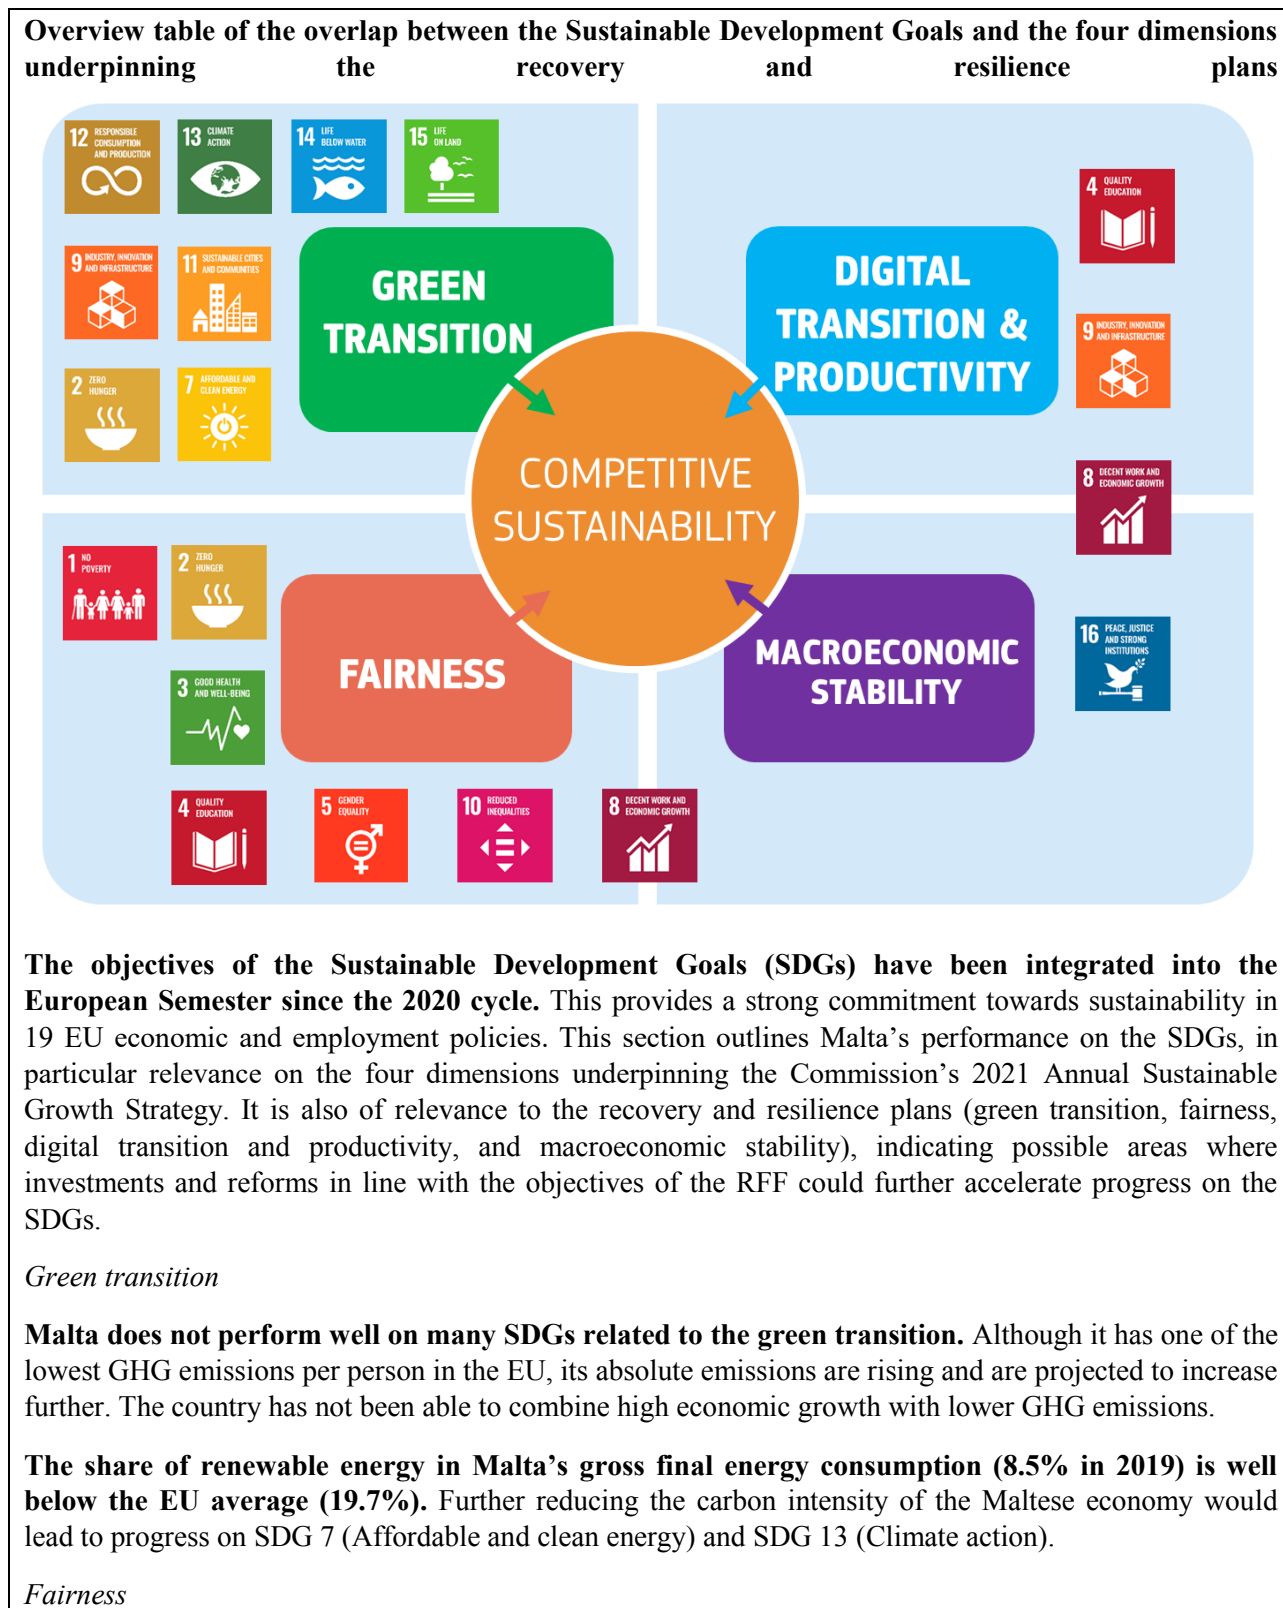 Overview table of the overlap between the Sustainable Development Goals and the four dimensions
underpinning the recovery and resilience plans
12 RESPONSIBLE
CONSUMPTION
AND PRODUCTION
13 CLIMATE
ACTION
14 LIFE
BELOW WATER
15 LIFE
ON LAND
9 INDUSTRY, INNOVATION
AND INFRASTRUCTURE
11 SUSTAINABLE CITIES
AND COMMUNITIES
2 ZERO
HUNGER
7 AFFORDABLE AND
CLEAN ENERGY
GREEN
TRANSITION
DIGITAL
TRANSITION &
PRODUCTIVITY
4 QUALITY
EDUCATION
9 INDUSTRY, INNOVATION
AND INFRASTRUCTURE
8 DECENT WORK AND
ECONOMIC GROWTH
COMPETITIVE
SUSTAINABILITY
1 NO
POVERTY
2 ZERO
HUNGER
3 GOOD HEALTH
AND WELL-BEING
FAIRNESS
4 QUALITY
EDUCATION
5 GENDER
EQUALITY
10 REDUCED
INEQUALITIES
8 DECENT WORK AND
ECONOMIC GROWTH
MACROECONOMIC
STABILITY
16 PEACE, JUSTICE
AND STRONG
INSTITUTIONS
The objectives of the Sustainable Development Goals (SDGs) have been integrated into the
European Semester since the 2020 cycle. This provides a strong commitment towards sustainability in
19 EU economic and employment policies. This section outlines Malta’s performance on the SDGs, in
particular relevance on the four dimensions underpinning the Commission’s 2021 Annual Sustainable
Growth Strategy. It is also of relevance to the recovery and resilience plans (green transition, fairness,
digital transition and productivity, and macroeconomic stability), indicating possible areas where
investments and reforms in line with the objectives of the RFF could further accelerate progress on the
SDGs.
Green transition
Malta does not perform well on many SDGs related to the green transition. Although it has one of the
lowest GHG emissions per person in the EU, its absolute emissions are rising and are projected to increase
further. The country has not been able to combine high economic growth with lower GHG emissions.
The share of renewable energy in Malta’s gross final energy consumption (8.5% in 2019) is well
below the EU average (19.7%). Further reducing the carbon intensity of the Maltese economy would
lead to progress on SDG 7 (Affordable and clean energy) and SDG 13 (Climate action).
Fairness